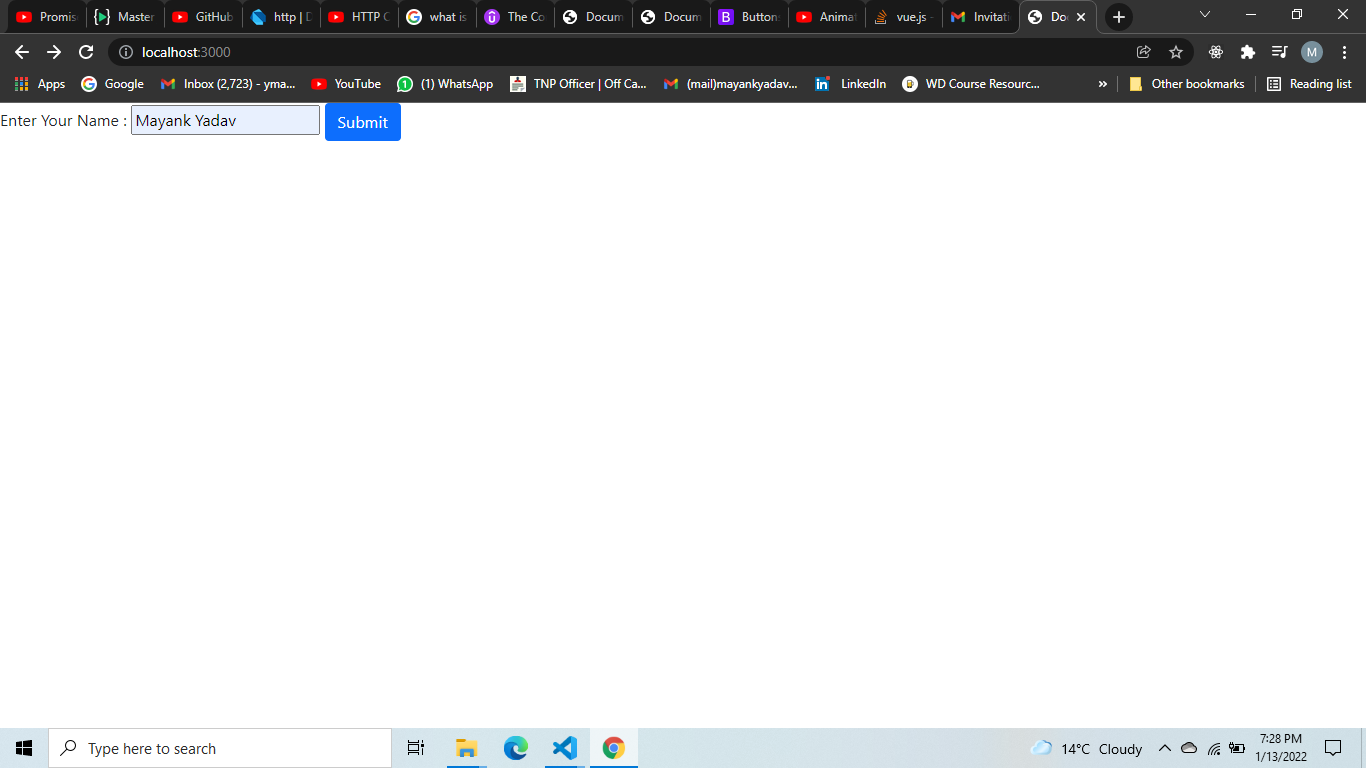 Promis Master GitHub http | D HTTP C what is The Co Docum Docum Button Animat vue.js - Invitati Doc
localhost:3000 M
Apps Google Inbox (2,723) – yma... YouTube (1) WhatsApp TNP Officer | Off Ca... (mail)mayankyadav... LinkedIn WD Course Resourc... » Other bookmarks Reading list
Enter Your Name : Mayank Yadav Submit
Type here to search 14°C Cloudy 7:28 PM
1/13/2022